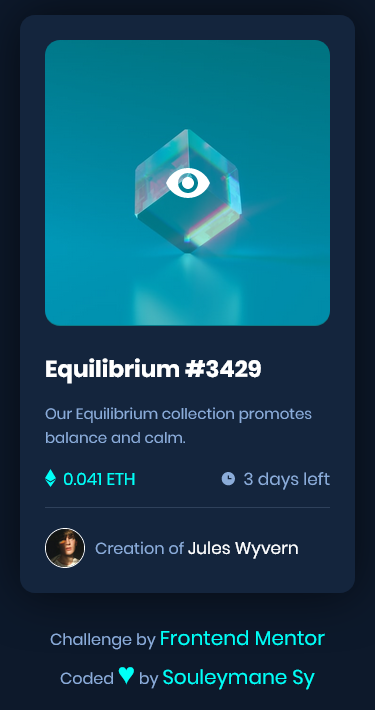 Equilibrium #3429
Our Equilibrium collection promotes
balance and calm.
0.041 ETH 3 days left
Creation of Jules Wyvern
Challenge by Frontend Mentor
Coded ♥ by Souleymane Sy